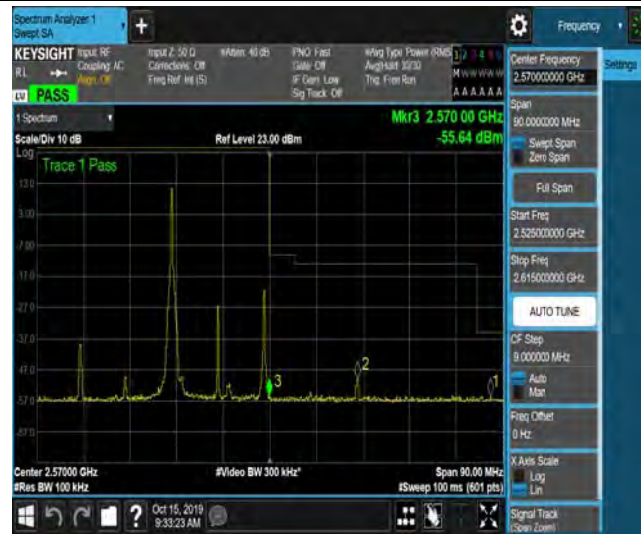 Spectrum Analyzer 1
Swept SA
Frequency
KEYSIGHT
Input: RF
Coupling: AC
Align: Off
Input Z: 50 Ω
Corrections: Off
Freq Ref: Int (S)
#Atten: 40 dB
PNO: Fast
Gate: Off
IF Gain: Low
Sig Track: Off
#Avg Type: Power (RMS
Avg|Hold: 30/30
Trig: Free Run
M W W W W W
A A A A A A
RL
LV PASS
Center Frequency
2.570000000 GHz
Settings
Span
90.0000000 MHz
Swept Span
Zero Span
Full Span
Start Freq
2.525000000 GHz
Stop Freq
2.615000000 GHz
AUTO TUNE
CF Step
9.000000 MHz
Auto
Man
Freq Offset
0 Hz
X Axis Scale
Log
Lin
Signal Track
(Span Zoom)
1 Spectrum
Scale/Div 10 dB
Ref Level 23.00 dBm
Mkr3 2.570 00 GHz
-55.64 dBm
Log
Trace 1 Pass
13.0
3.00
-7.00
-17.0
-27.0
-37.0
-47.0
-57.0
-67.0
3
2
1
Center 2.57000 GHz
#Video BW 300 kHz*
Span 90.00 MHz
#Res BW 100 kHz
#Sweep 100 ms (601 pts)
?
Oct 15, 2019
9:33:23 AM